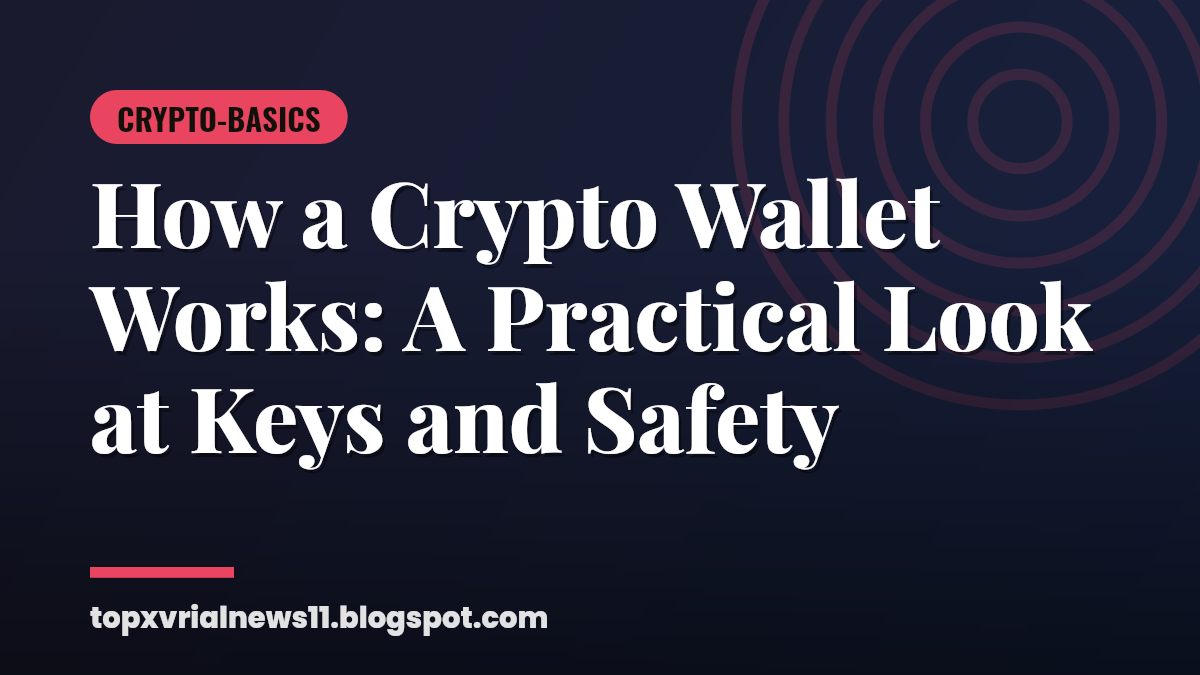 CRYPTO-BASICS
How a Crypto Wallet
Works: A Practical Look
at Keys and Safety
topxvrialnews11.blogspot.com